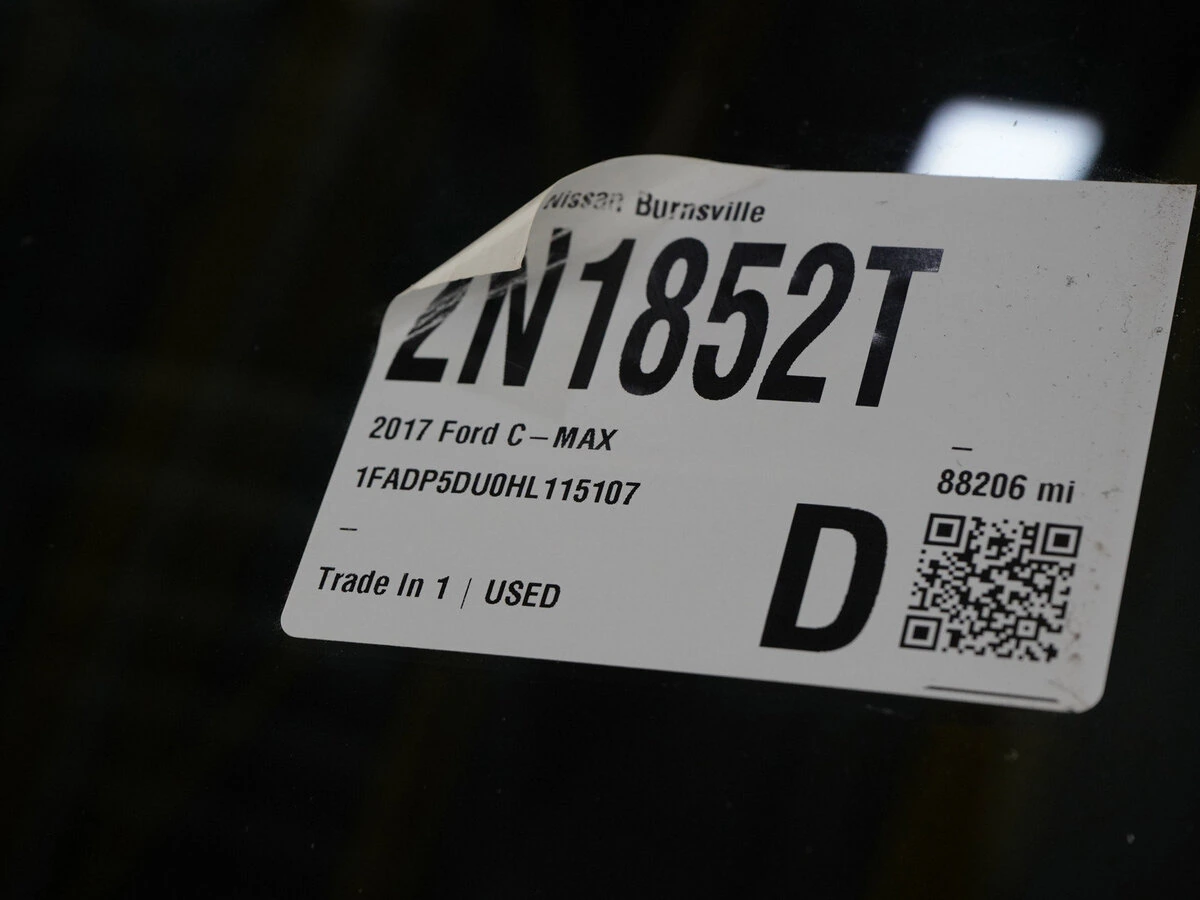 Nissan Burnsville
2N1852T
2017 Ford C-MAX
1FADP5DU0HL115107
–
88206 mi
–
D
Trade In 1 | USED